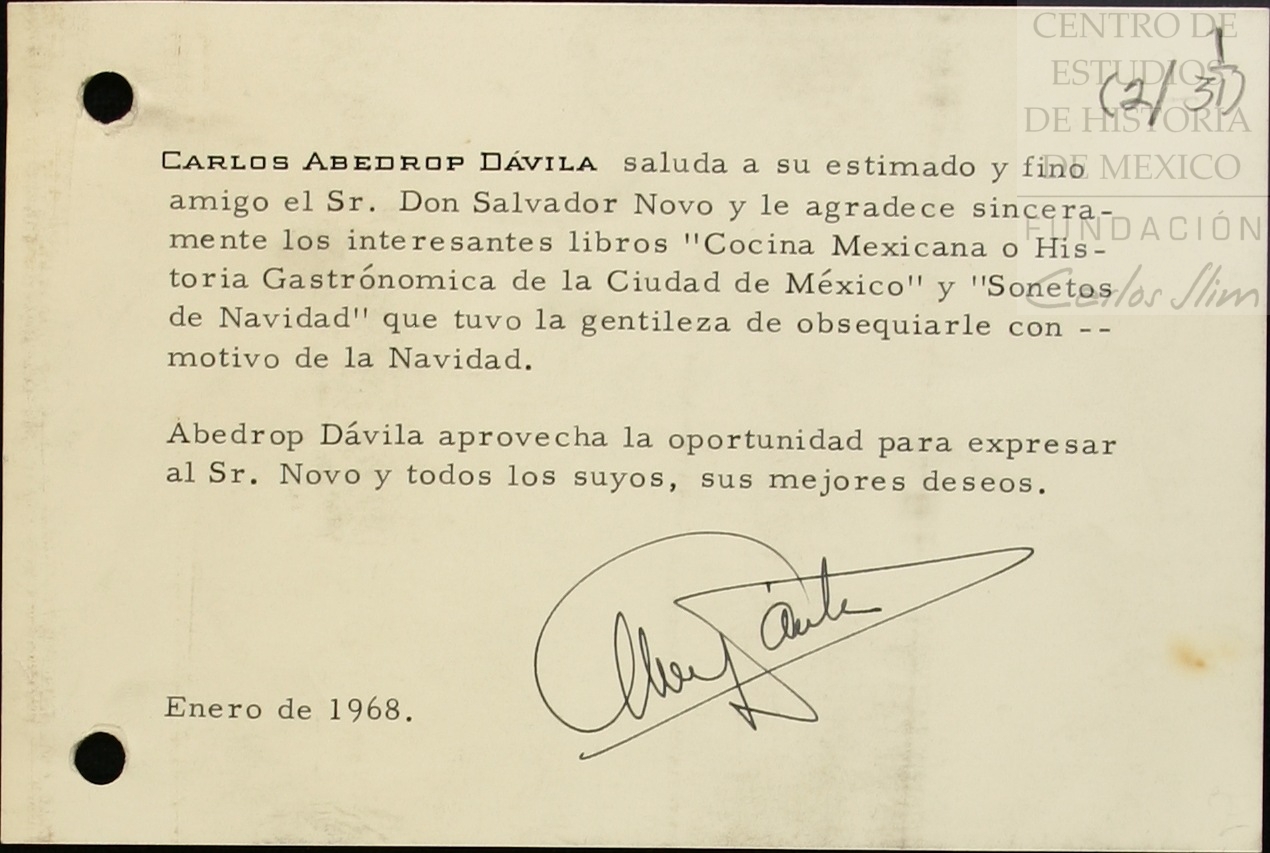 CENTRO DE
ESTUDIOS
DE HISTORIA
DE MEXICO
FUNDACIÓN
Carlos Slim
1
(2/31)
CARLOS ABEDROP DÁVILA saluda a su estimado y fino
amigo el Sr. Don Salvador Novo y le agradece sincera-
mente los interesantes libros "Cocina Mexicana o His-
toria Gastrónomica de la Ciudad de México" y "Sonetos
de Navidad" que tuvo la gentileza de obsequiarle con --
motivo de la Navidad.
Abedrop Dávila aprovecha la oportunidad para expresar
al Sr. Novo y todos los suyos, sus mejores deseos.
Enero de 1968.